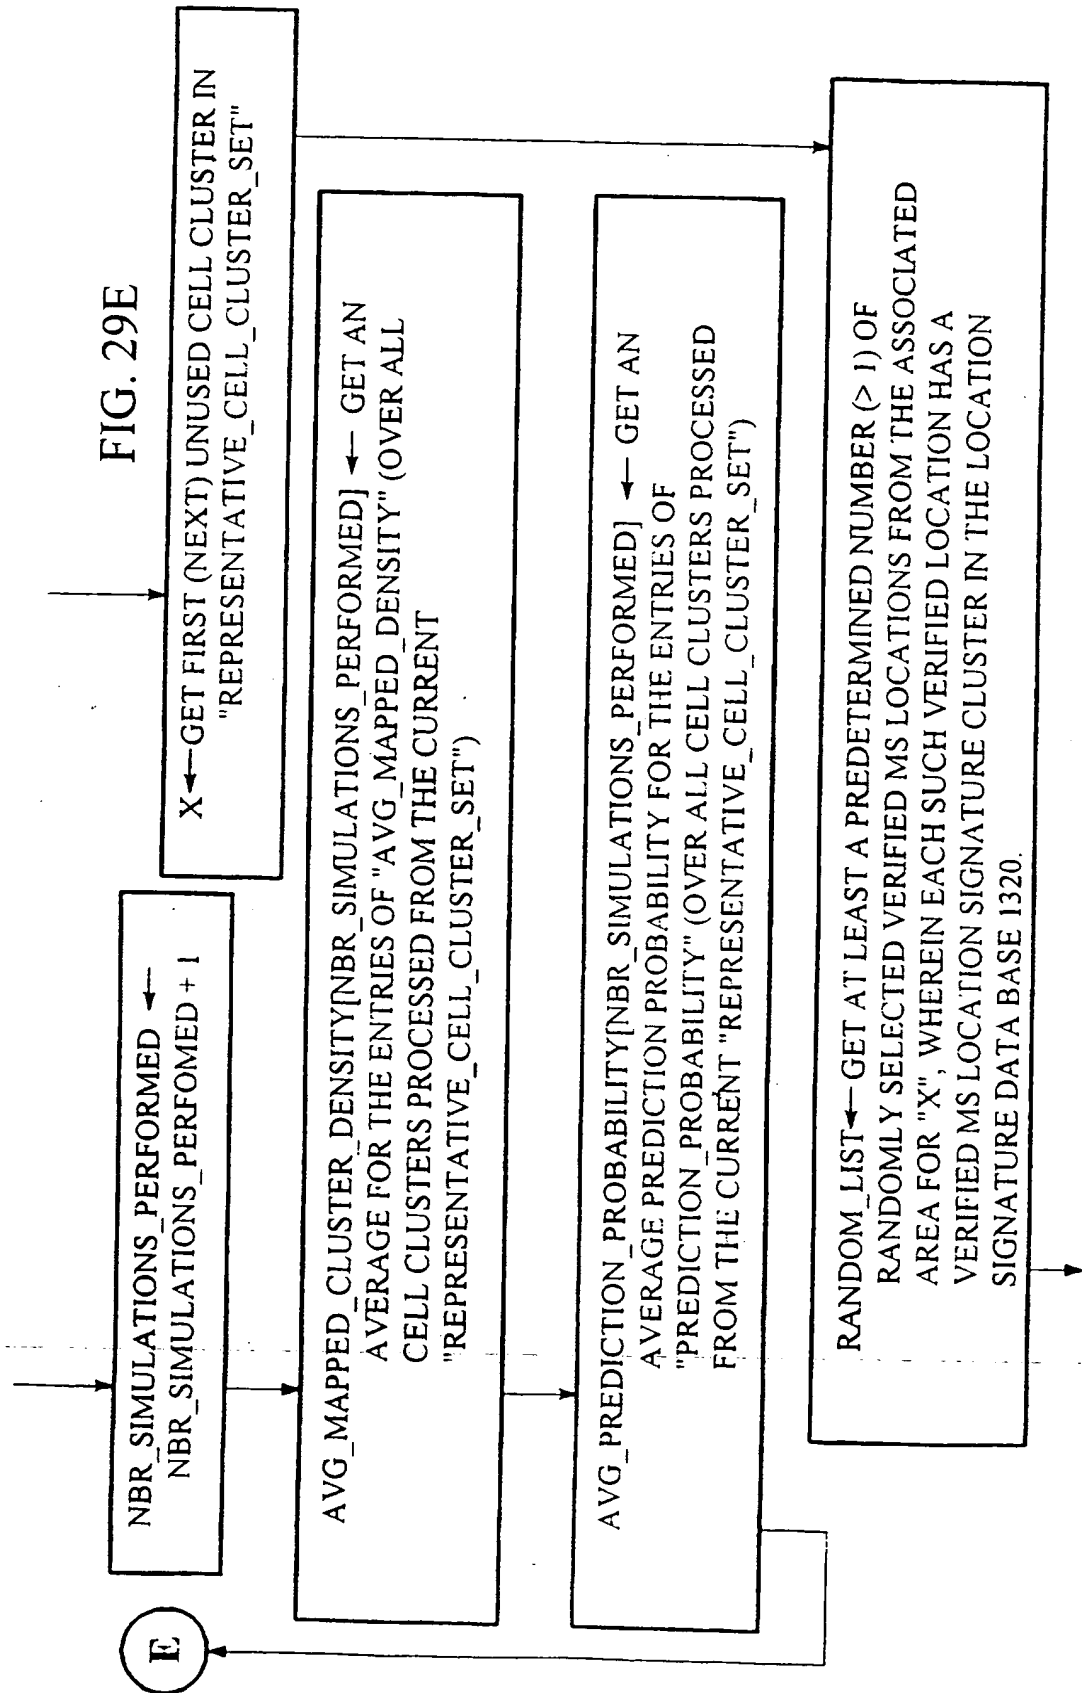 FIG. 29E
NBR_SIMULATIONS_PERFORMED ←
NBR_SIMULATIONS_PERFOMED + 1
X ← GET FIRST (NEXT) UNUSED CELL CLUSTER IN
"REPRESENTATIVE_CELL_CLUSTER_SET"
AVG_MAPPED_CLUSTER_DENSITY[NBR_SIMULATIONS_PERFORMED] ← GET AN
AVERAGE FOR THE ENTRIES OF "AVG_MAPPED_DENSITY" (OVER ALL
CELL CLUSTERS PROCESSED FROM THE CURRENT
"REPRESENTATIVE_CELL_CLUSTER_SET")
AVG_PREDICTION_PROBABILITY[NBR_SIMULATIONS_PERFORMED] ← GET AN
AVERAGE PREDICTION PROBABILITY FOR THE ENTRIES OF
"PREDICTION_PROBABILITY" (OVER ALL CELL CLUSTERS PROCESSED
FROM THE CURRENT "REPRESENTATIVE_CELL_CLUSTER_SET")
E
RANDOM_LIST ← GET AT LEAST A PREDETERMINED NUMBER (> 1) OF
RANDOMLY SELECTED VERIFIED MS LOCATIONS FROM THE ASSOCIATED
AREA FOR "X", WHEREIN EACH SUCH VERIFIED LOCATION HAS A
VERIFIED MS LOCATION SIGNATURE CLUSTER IN THE LOCATION
SIGNATURE DATA BASE 1320.